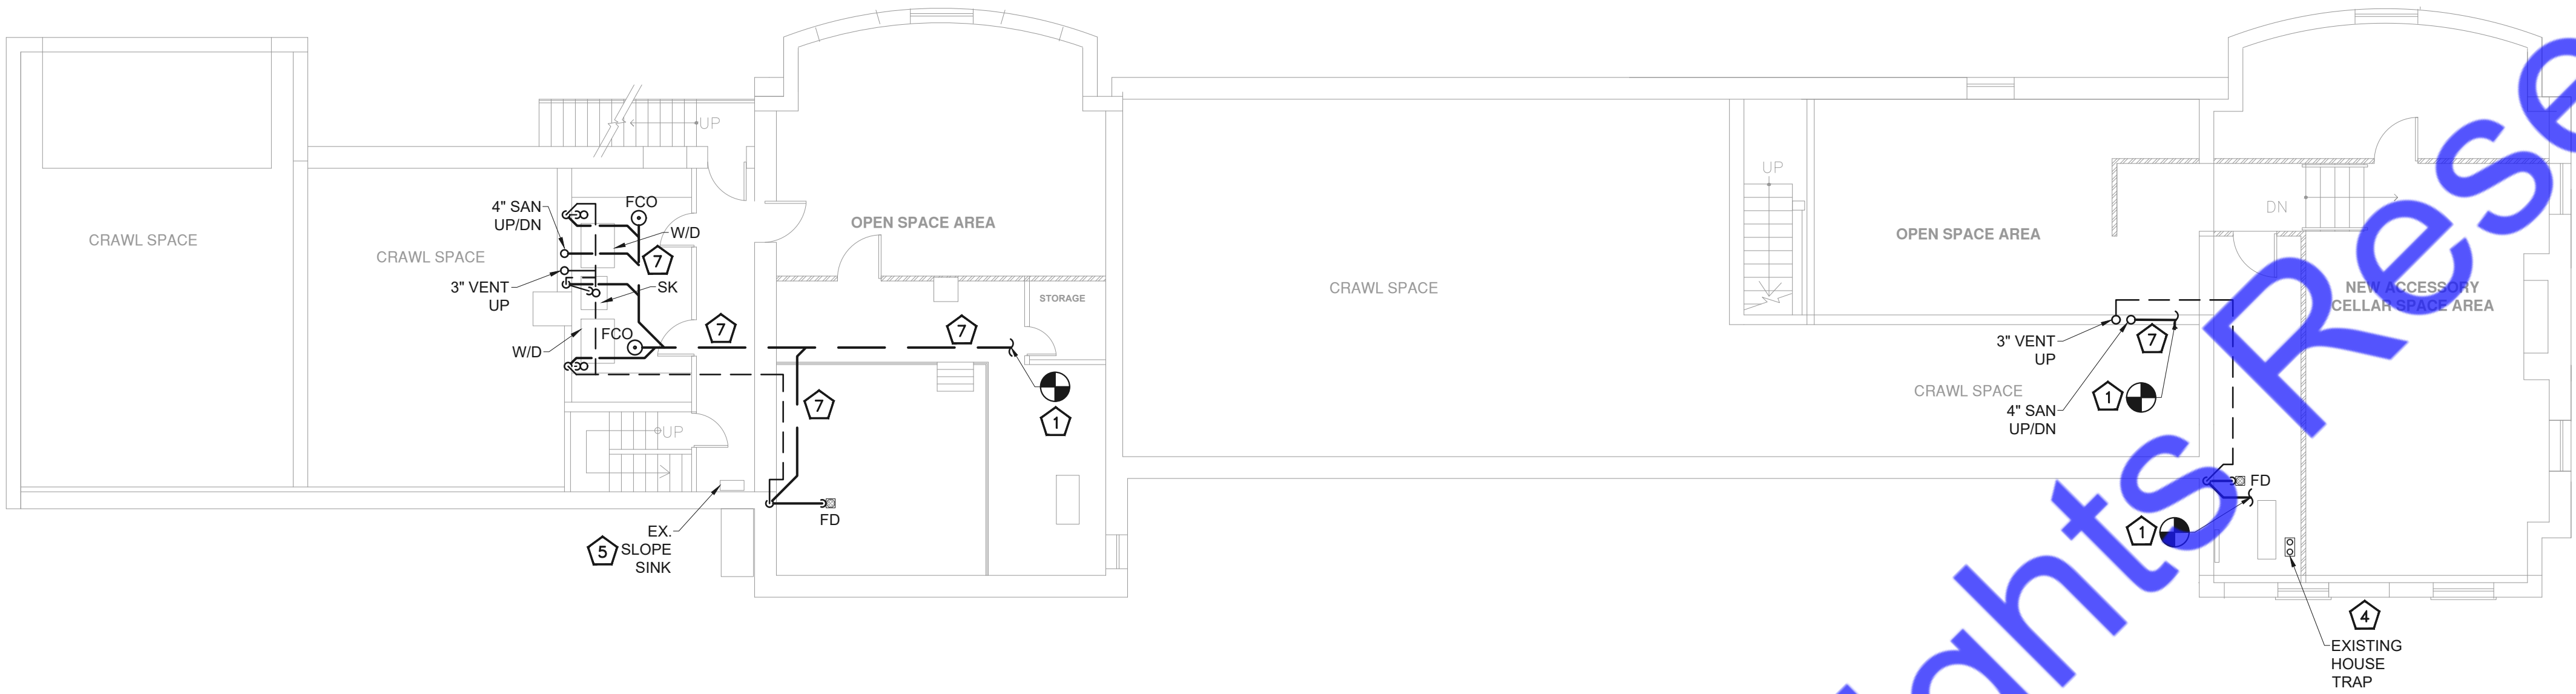 UP
CRAWL SPACE
CRAWL SPACE
4" SAN
UP/DN
FCO
W/D
7
3" VENT
UP
SK
FCO
W/D
7
UP
EX.
SLOPE
SINK
5
OPEN SPACE AREA
STORAGE
7
7
1
FD
CRAWL SPACE
UP
OPEN SPACE AREA
DN
NEW ACCESSORY
CELLAR SPACE AREA
3" VENT
UP
7
CRAWL SPACE
4" SAN
UP/DN
1
FD
1
4
EXISTING
HOUSE
TRAP
ghts Rese